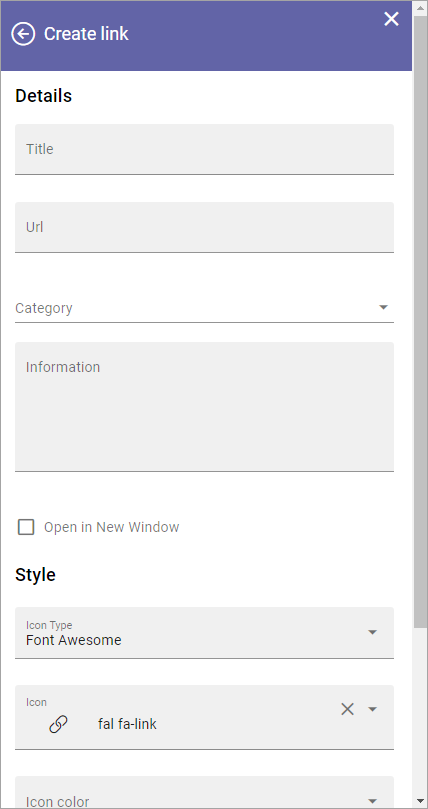 Create link
Details
Title
Url
Category
Information
Open in New Window
Style
Icon Type
Font Awesome
Icon
fal fa-link
Icon color